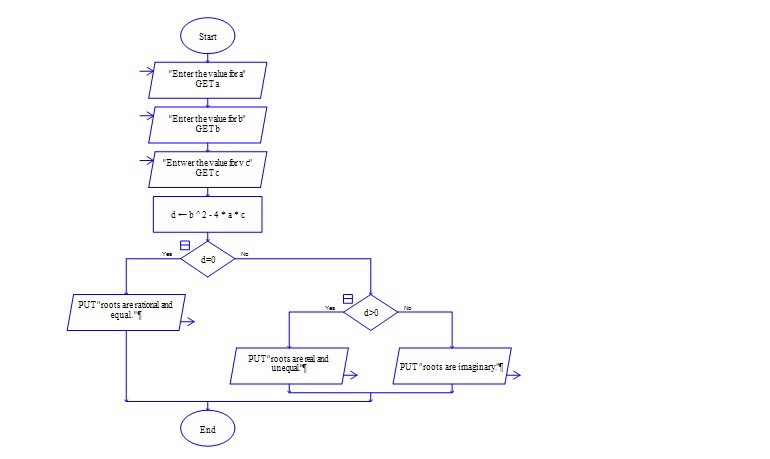 Start
"Enter the value for a"
GET a
"Enter the value for b"
GET b
"Entwer the value for v c"
GET c
d ← b ^ 2 - 4 * a * c
Yes
No
d=0
PUT "roots are rational and
equal."¶
Yes
No
d>0
PUT "roots are real and
unequal"¶
PUT "roots are imaginary."¶
End